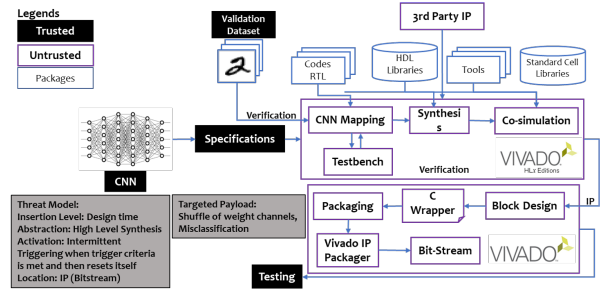 Legends
Trusted
Untrusted
Packages
Validation
Dataset
3rd Party IP
Codes
RTL
HDL
Libraries
Tools
Standard Cell
Libraries
Verification
CNN Mapping
Synthesi
s
Co-simulation
Specifications
Testbench
VIVADO
HLx Editions
Verification
CNN
IP
Threat Model:
Insertion Level: Design time
Abstraction: High Level Synthesis
Activation: Intermittent
Triggering when trigger criteria
is met and then resets itself
Location: IP (Bitstream)
Targeted Payload:
Shuffle of weight channels,
Misclassification
Packaging
C
Wrapper
Block Design
Vivado IP
Packager
Bit-Stream
VIVADO
Testing